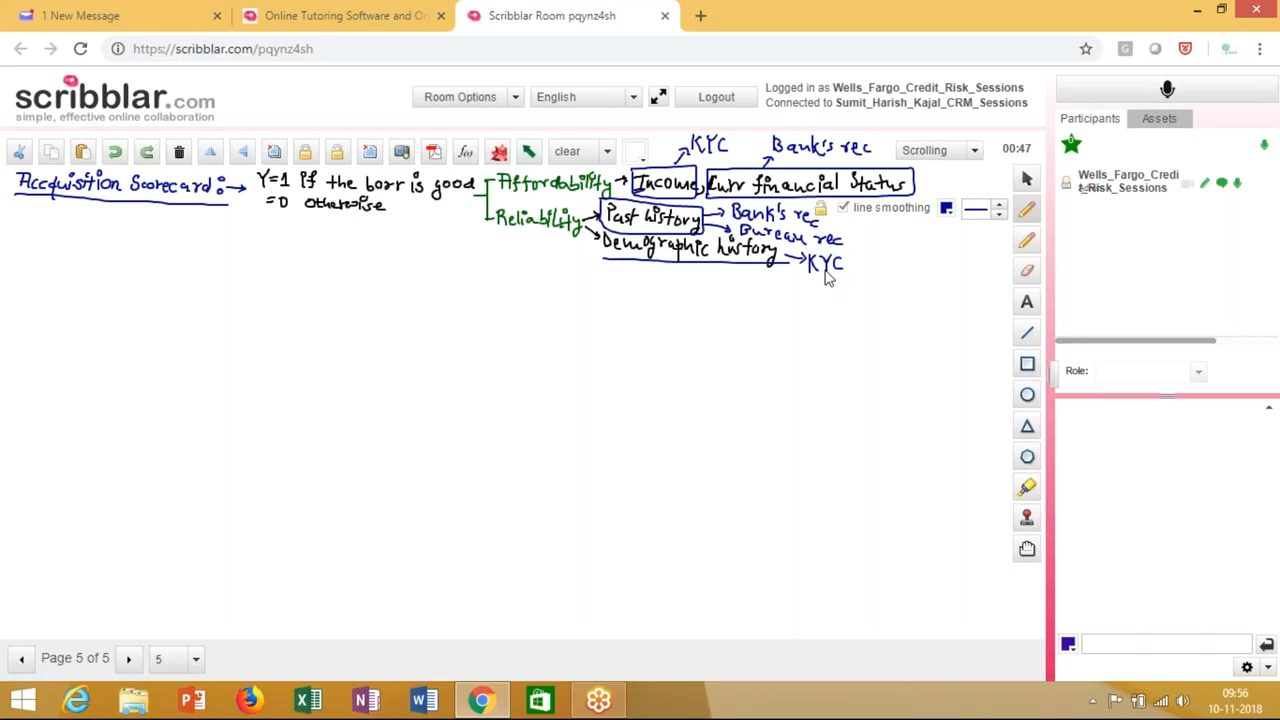 1 New Message
Online Tutoring Software and On
Scribblar Room pqynz4sh
https://scribblar.com/pqynz4sh
scribblar.com
simple, effective online collaboration
Room Options
English
Logout
Logged in as Wells_Fargo_Credit_Risk_Sessions
Connected to Sumit_Harish_Kajal_CRM_Sessions
Participants
Assets
clear
Scrolling
00:47
line smoothing
KYC
Bank's rec
Accquisition Scorecard:
Y=1 if the borr is good
=0 otherwise
Affordability
Income, Curr financial Status
Reliability
Past history
Bank's rec
Bureau rec
Demographic history
KYC
Wells_Fargo_Credi
t_Risk_Sessions
Role:
Page 5 of 5
5
09:56
10-11-2018